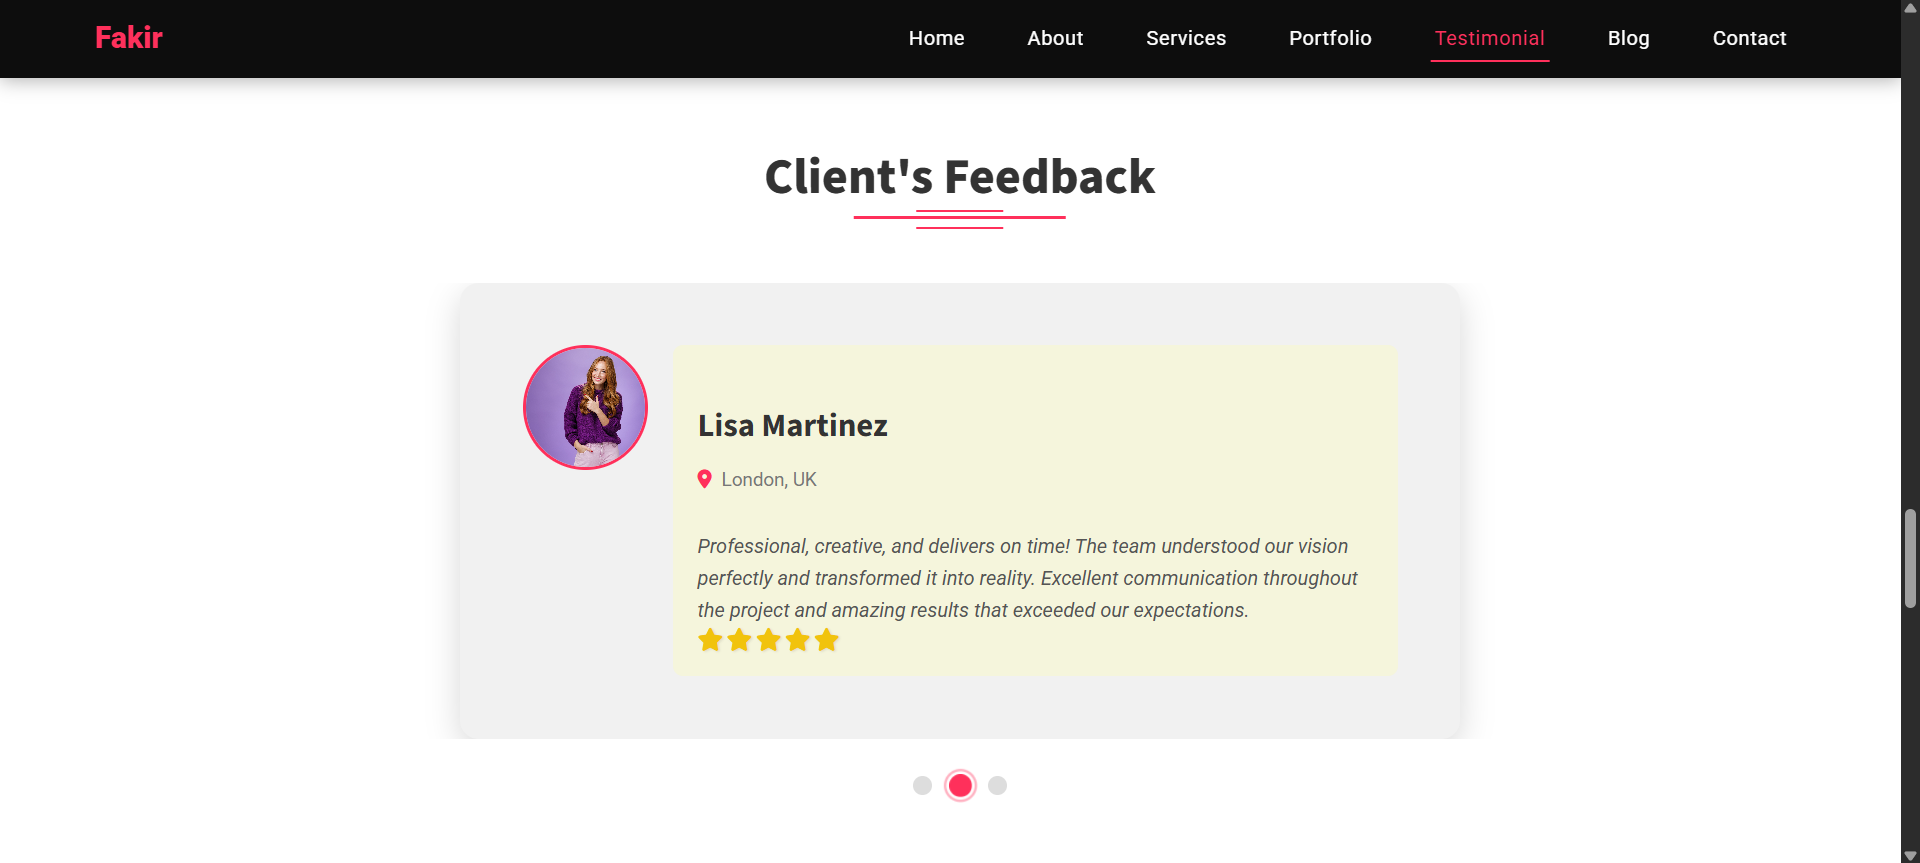 Fakir
Home About Services Portfolio Testimonial Blog Contact
Client's Feedback
Lisa Martinez
London, UK
Professional, creative, and delivers on time! The team understood our vision
perfectly and transformed it into reality. Excellent communication throughout
the project and amazing results that exceeded our expectations.